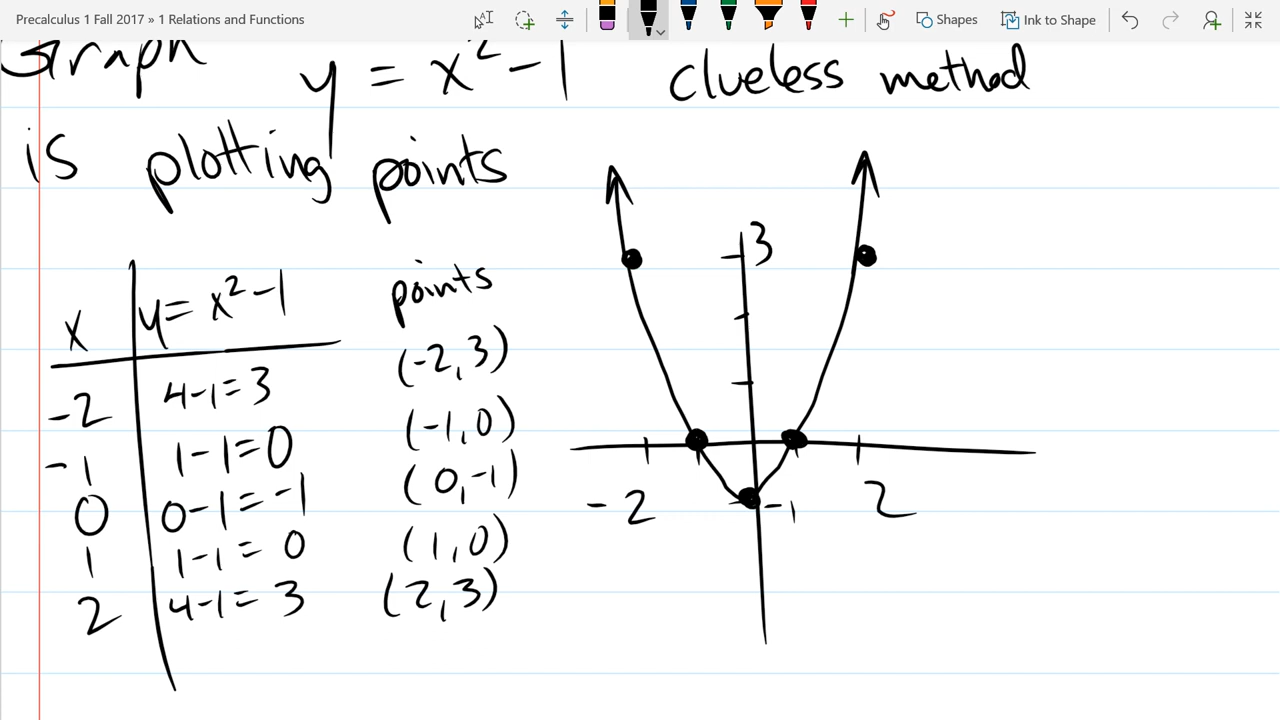 Precalculus 1 Fall 2017 » 1 Relations and Functions
Shapes
Ink to Shape
Graph y = x² - 1 clueless method
is plotting points
x y = x² - 1 points
-2 4-1=3 (-2,3)
-1 1-1=0 (-1,0)
0 0-1=-1 (0,-1)
1 1-1=0 (1,0)
2 4-1=3 (2,3)
3
-2 -1 2